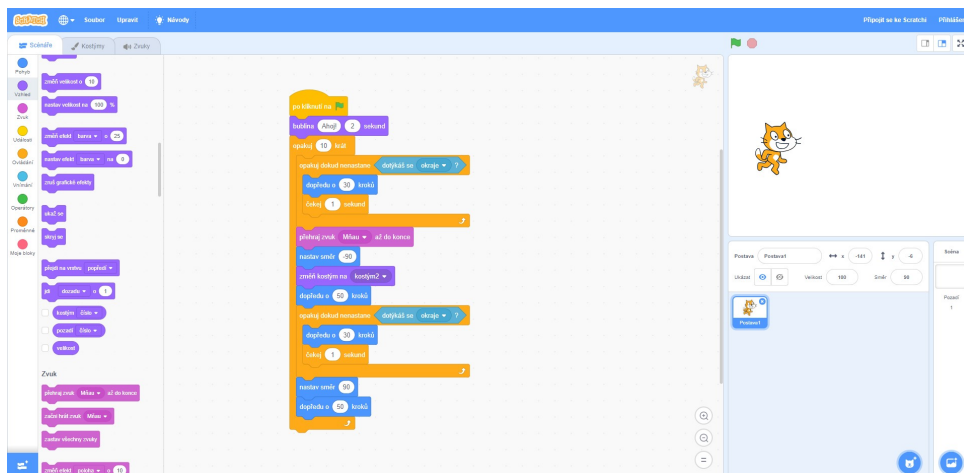 SCRATCH
Soubor
Upravit
Návody
Připojit se ke Scratchi
Přihlášení
Scénáře
Kostýmy
Zvuky
Pohyb
Vzhled
Zvuk
Události
Ovládání
Vnímání
Operátory
Proměnná
Moje bloky
změň velikost o 10
nastav velikost na 100 %
změň efekt barva o 25
nastav efekt barva na 0
zruš grafické efekty
ukaž se
skryj se
přejdi na vrstvu popředí
jdi dozadu o 1
kostým číslo
pozadí číslo
velikost
Zvuk
přehraj zvuk Mňau až do konce
začni hrát zvuk Mňau
zastav všechny zvuky
změň efekt poloha o 10
po kliknutí na
bublina Ahoj! 2 sekund
opakuj 10 krát
opakuj dokud nenastane dotýkáš se okraje ?
dopředu o 30 kroků
čekej 1 sekund
přehraj zvuk Mňau až do konce
nastav směr -90
změň kostým na kostým2
dopředu o 50 kroků
opakuj dokud nenastane dotýkáš se okraje ?
dopředu o 30 kroků
čekej 1 sekund
nastav směr 90
dopředu o 50 kroků
Postava Postava1 x -141 y -8
Ukázat Velikost 100 Směr 90
Postava1
Scéna
Pozadí
1